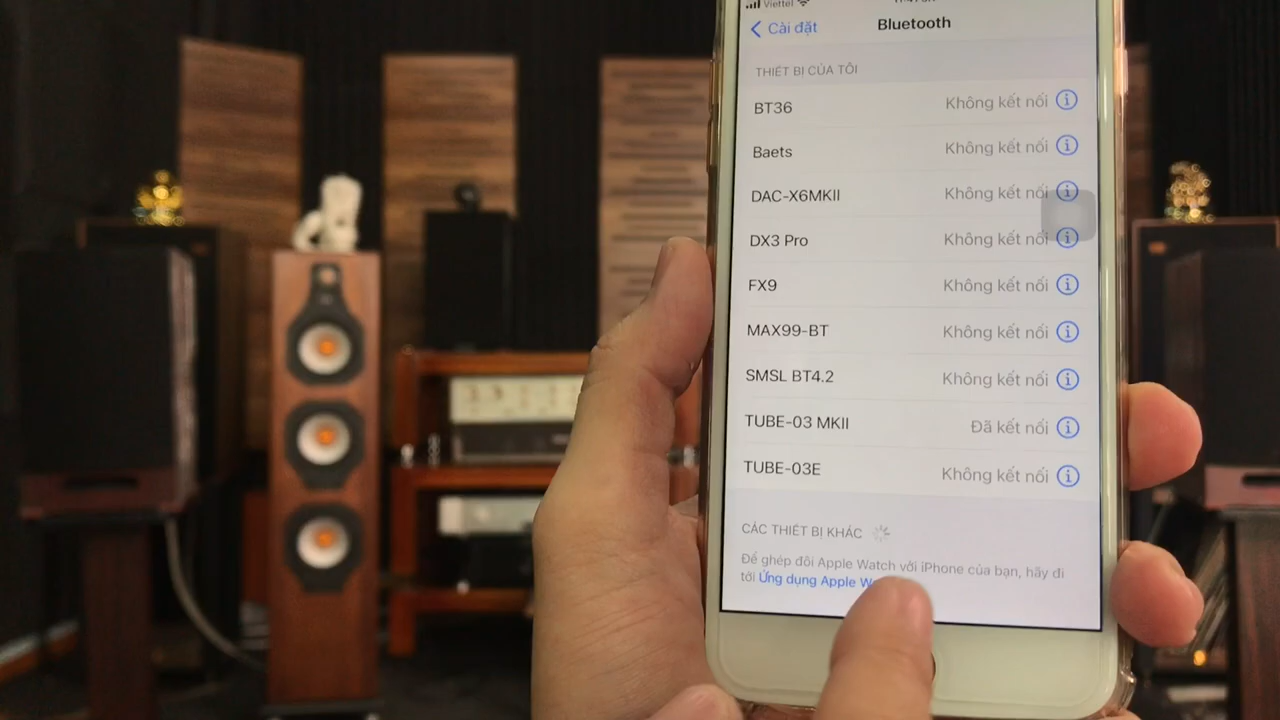 Viettel
Cài đặt
Bluetooth
THIẾT BỊ CỦA TÔI
BT36 Không kết nối
Baets Không kết nối
DAC-X6MKII Không kết nối
DX3 Pro Không kết nối
FX9 Không kết nối
MAX99-BT Không kết nối
SMSL BT4.2 Không kết nối
TUBE-03 MKII Đã kết nối
TUBE-03E Không kết nối
CÁC THIẾT BỊ KHÁC
Để ghép đôi Apple Watch với iPhone của bạn, hãy đi
tới Ứng dụng Apple